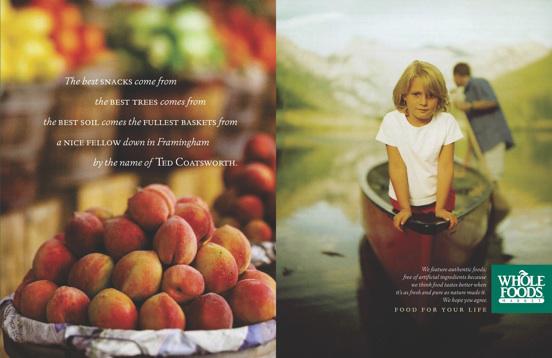 The best SNACKS come from
the BEST TREES comes from
the BEST SOIL comes the FULLEST BASKETS from
a NICE FELLOW down in Framingham
by the name of TED COATSWORTH.
We feature authentic foods,
free of artificial ingredients because
we think food tastes better when
it's as fresh and pure as nature made it.
We hope you agree.
FOOD FOR YOUR LIFE
WHOLE
FOODS
MARKET